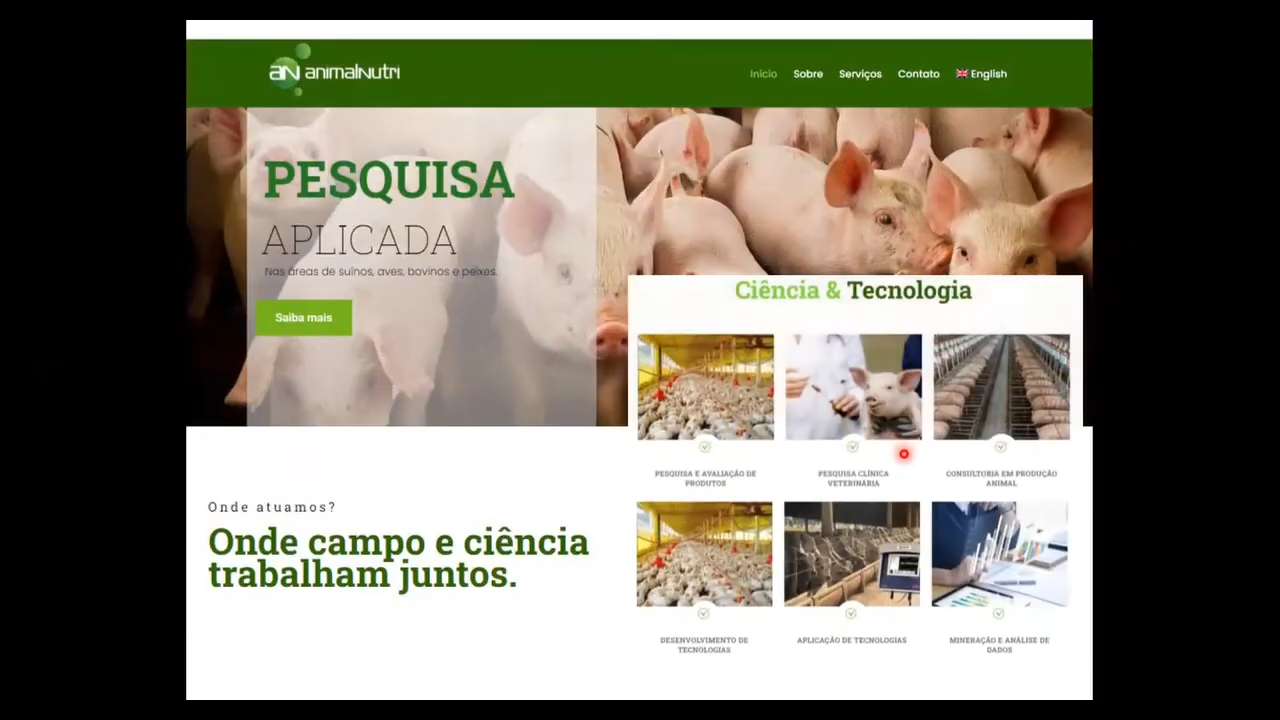 aN animalNutri
Início Sobre Serviços Contato English
PESQUISA
APLICADA
Nas áreas de suínos, aves, bovinos e peixes.
Saiba mais
Ciência & Tecnologia
PESQUISA E AVALIAÇÃO DE
PRODUTOS
PESQUISA CLÍNICA
VETERINÁRIA
CONSULTORIA EM PRODUÇÃO
ANIMAL
Onde atuamos?
Onde campo e ciência
trabalham juntos.
DESENVOLVIMENTO DE
TECNOLOGIAS
APLICAÇÃO DE TECNOLOGIAS
MINERAÇÃO E ANÁLISE DE
DADOS